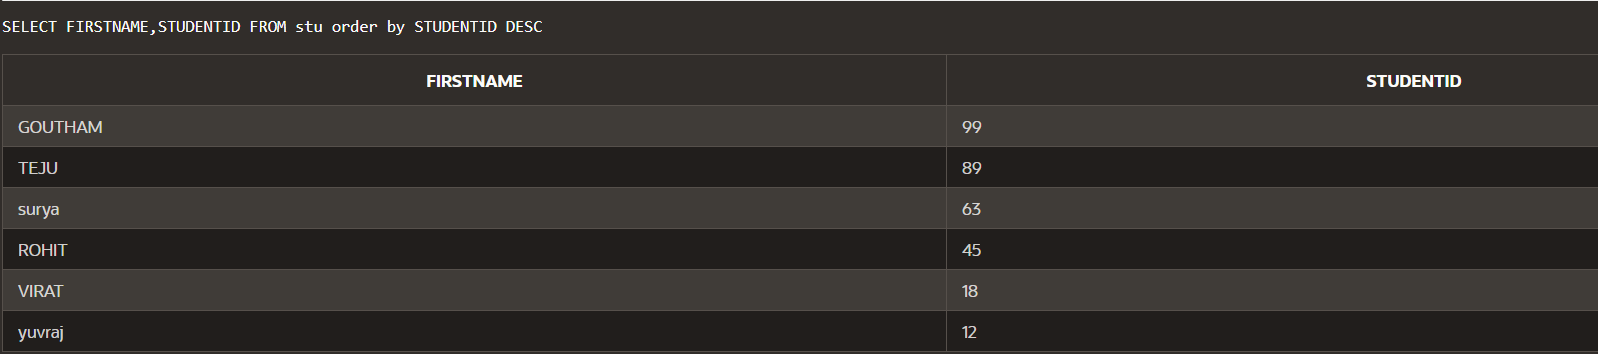 SELECT FIRSTNAME,STUDENTID FROM stu order by STUDENTID DESC
FIRSTNAME STUDENTID
GOUTHAM 99
TEJU 89
surya 63
ROHIT 45
VIRAT 18
yuvraj 12